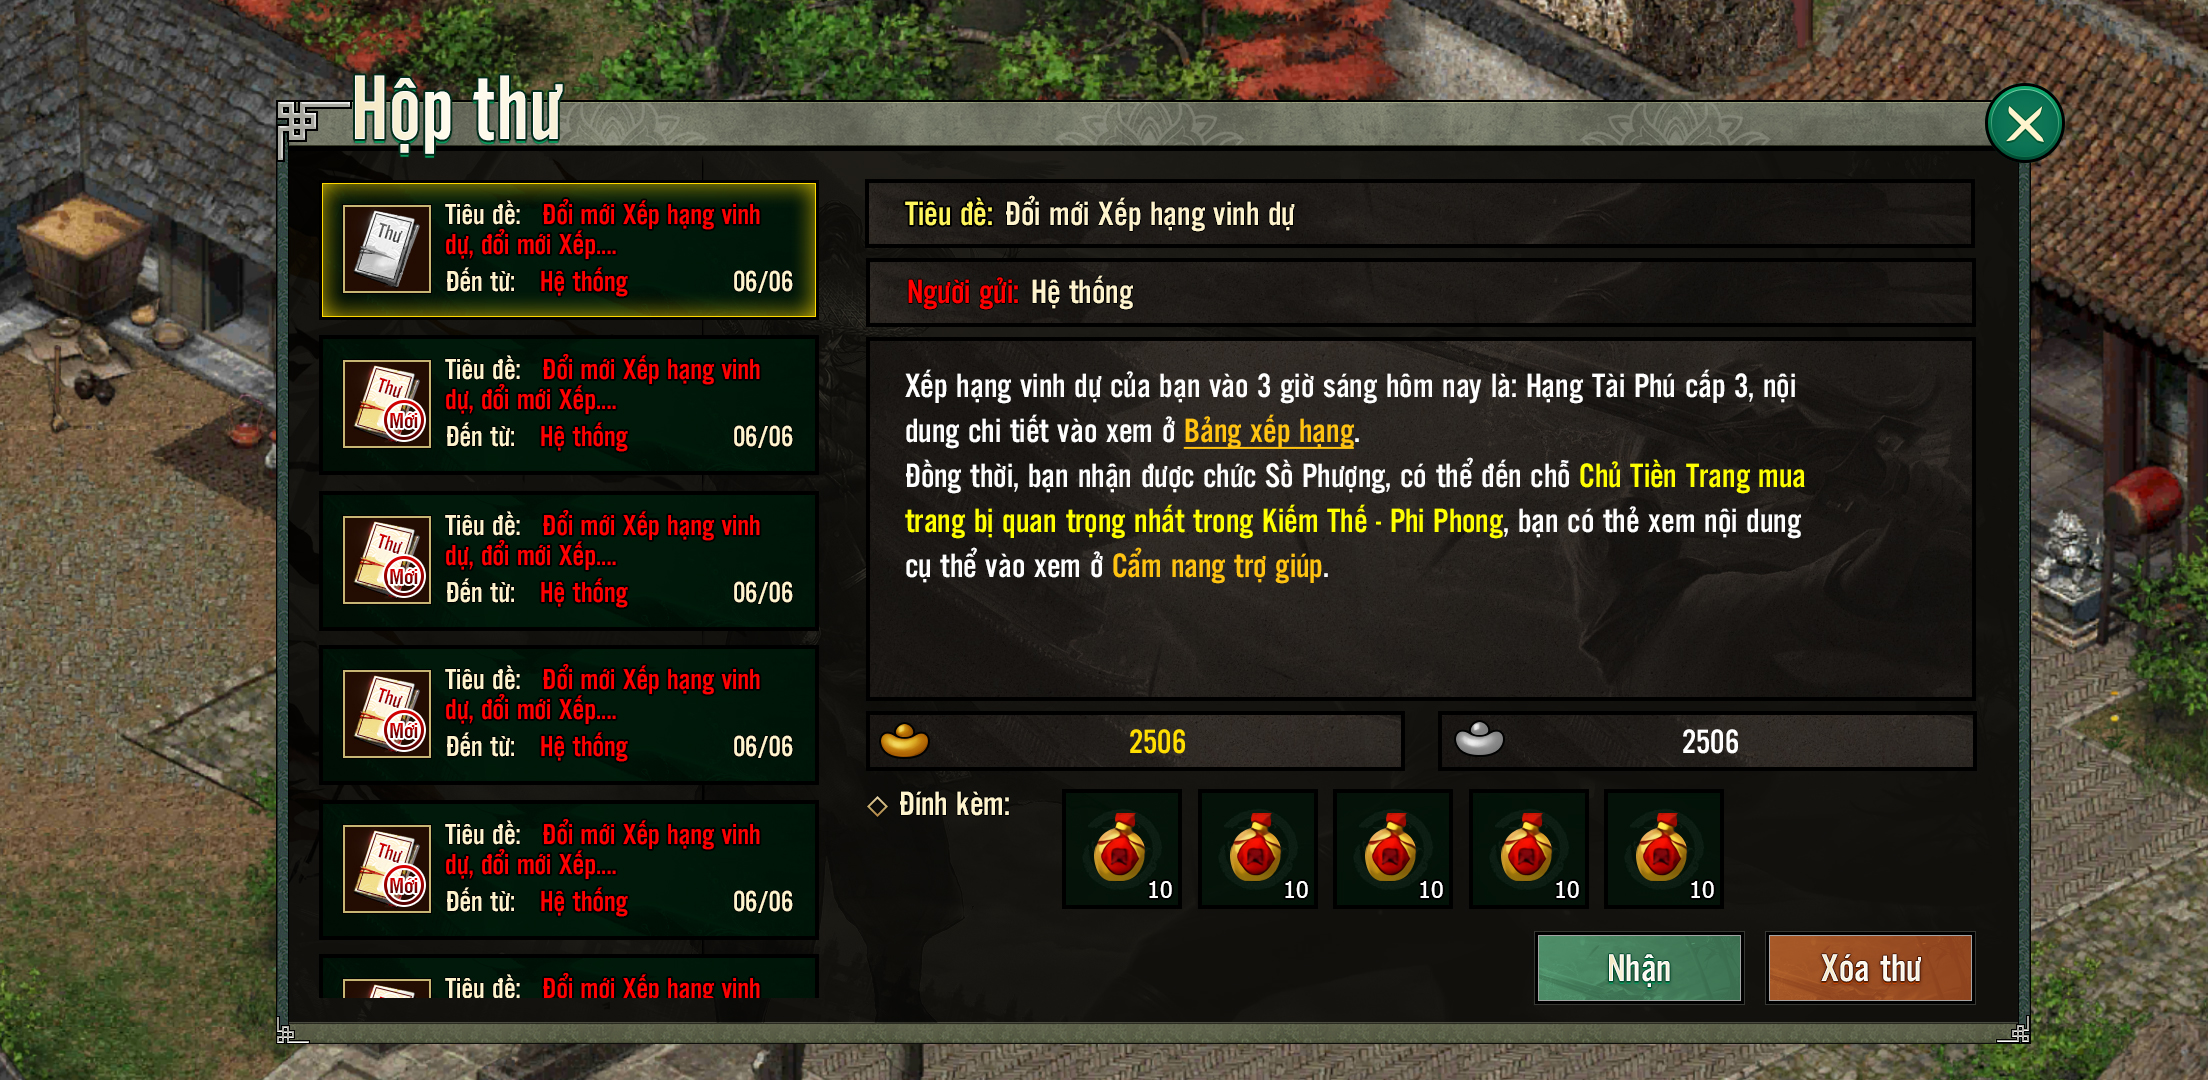 Hộp thư
Thư
Tiêu đề: Đổi mới Xếp hạng vinh
dự, đổi mới Xếp....
Đến từ: Hệ thống 06/06
Thư
Mới
Tiêu đề: Đổi mới Xếp hạng vinh
dự, đổi mới Xếp....
Đến từ: Hệ thống 06/06
Thư
Mới
Tiêu đề: Đổi mới Xếp hạng vinh
dự, đổi mới Xếp....
Đến từ: Hệ thống 06/06
Thư
Mới
Tiêu đề: Đổi mới Xếp hạng vinh
dự, đổi mới Xếp....
Đến từ: Hệ thống 06/06
Thư
Mới
Tiêu đề: Đổi mới Xếp hạng vinh
dự, đổi mới Xếp....
Đến từ: Hệ thống 06/06
Tiêu đề: Đổi mới Xếp hạng vinh
Tiêu đề: Đổi mới Xếp hạng vinh dự
Người gửi: Hệ thống
Xếp hạng vinh dự của bạn vào 3 giờ sáng hôm nay là: Hạng Tài Phú cấp 3, nội
dung chi tiết vào xem ở Bảng xếp hạng.
Đồng thời, bạn nhận được chức Sồ Phượng, có thể đến chỗ Chủ Tiền Trang mua
trang bị quan trọng nhất trong Kiếm Thế - Phi Phong, bạn có thẻ xem nội dung
cụ thể vào xem ở Cẩm nang trợ giúp.
2506 2506
Đính kèm:
10 10 10 10 10
Nhận Xóa thư